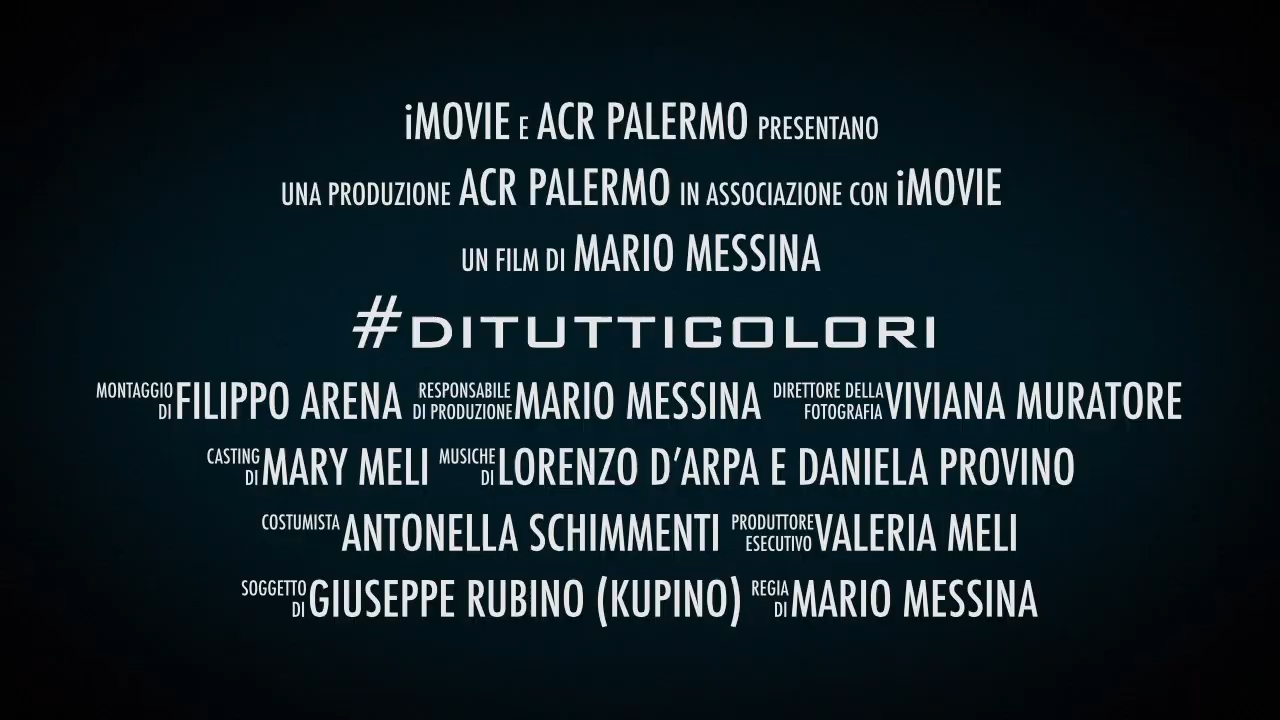 iMOVIE E ACR PALERMO PRESENTANO
UNA PRODUZIONE ACR PALERMO IN ASSOCIAZIONE CON iMOVIE
UN FILM DI MARIO MESSINA
#DITUTTICOLORI
MONTAGGIO DI FILIPPO ARENA RESPONSABILE DI PRODUZIONE MARIO MESSINA DIRETTORE DELLA FOTOGRAFIA VIVIANA MURATORE
CASTING DI MARY MELI MUSICHE DI LORENZO D'ARPA E DANIELA PROVINO
COSTUMISTA ANTONELLA SCHIMMENTI PRODUTTORE ESECUTIVO VALERIA MELI
SOGGETTO DI GIUSEPPE RUBINO (KUPINO) REGIA DI MARIO MESSINA